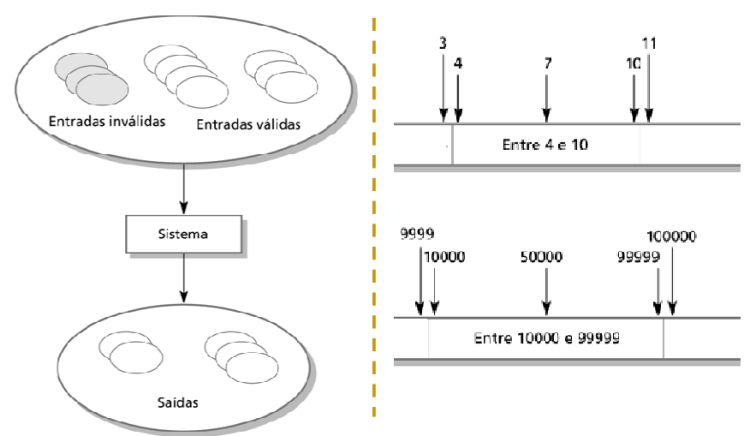 Entradas inválidas
Entradas válidas
Sistema
Saídas
3
11
4
7
10
Entre 4 e 10
9999
100000
10000
50000
99999
Entre 10000 e 99999